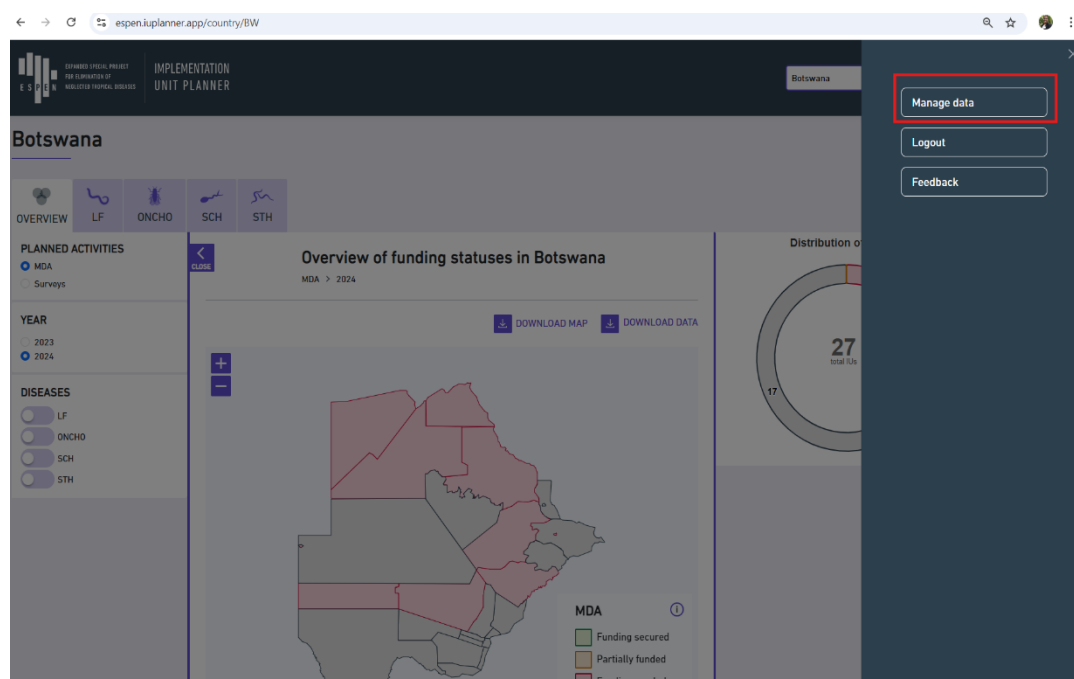 espen.iuplanner.app/country/BW
EXPANDED SPECIAL PROJECT
FOR ELIMINATION OF
NEGLECTED TROPICAL DISEASES
ESPEN
IMPLEMENTATION
UNIT PLANNER
Botswana
Manage data
Logout
Feedback
Botswana
OVERVIEW
LF
ONCHO
SCH
STH
PLANNED ACTIVITIES
MDA
Surveys
YEAR
2023
2024
DISEASES
LF
ONCHO
SCH
STH
CLOSE
Overview of funding statuses in Botswana
MDA > 2024
DOWNLOAD MAP
DOWNLOAD DATA
MDA
Funding secured
Partially funded
Distribution o
27
total IUs
17